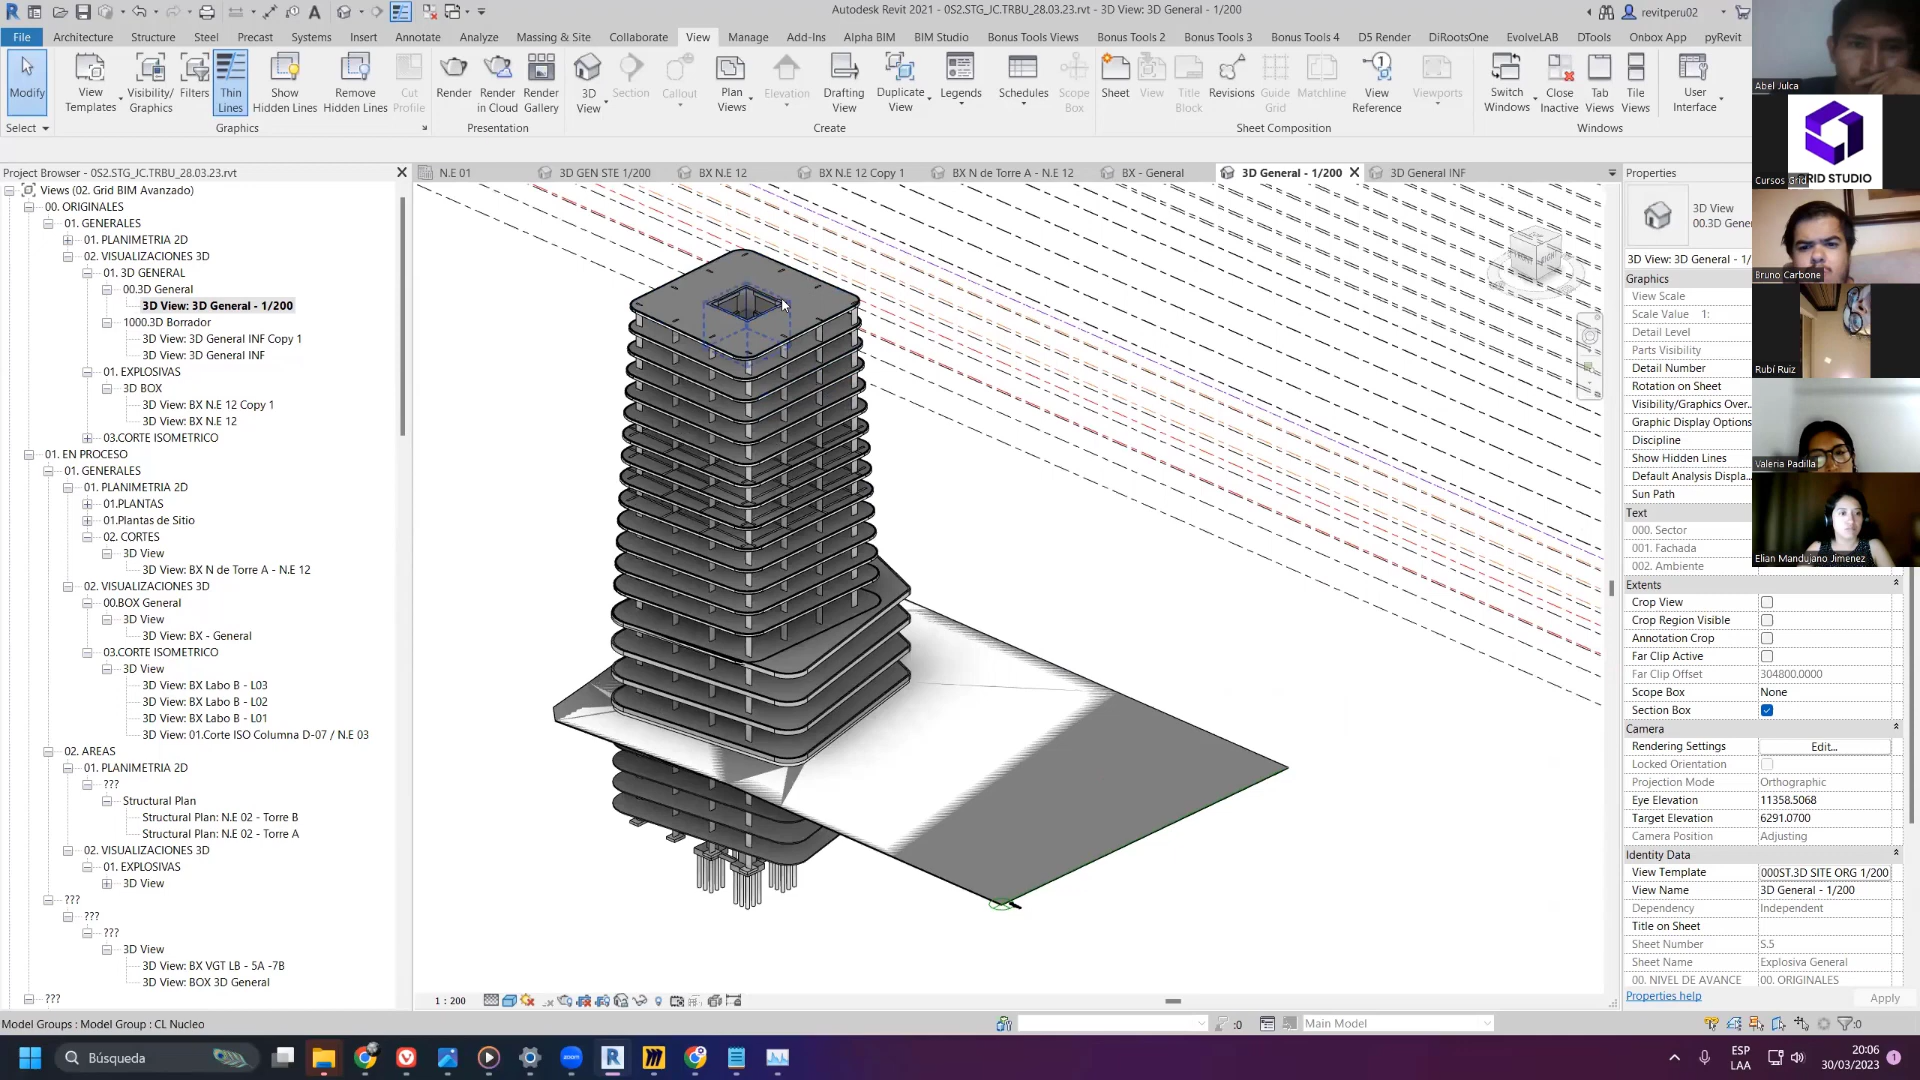 Autodesk Revit 2021 - 0S2.STG_JC.TRBU_28.03.23.rvt - 3D View: 3D General - 1/200
revitperu02
File Architecture Structure Steel Precast Systems Insert Annotate Analyze Massing & Site Collaborate View Manage Add-Ins Alpha BIM BIM Studio Bonus Tools Views Bonus Tools 2 Bonus Tools 3 Bonus Tools 4 D5 Render DiRootsOne EvolveLAB DTools Onbox App pyRevit
Modify
View Templates
Visibility/ Graphics
Filters
Thin Lines
Show Hidden Lines
Remove Hidden Lines
Cut Profile
Render
Render in Cloud
Render Gallery
3D View
Section
Callout
Plan Views
Elevation
Drafting View
Duplicate View
Legends
Schedules
Scope Box
Sheet
View
Title Block
Revisions
Guide Grid
Matchline
View Reference
Viewports
Switch Windows
Close Inactive
Tab Views
Tile Views
User Interface
Select
Graphics
Presentation
Create
Sheet Composition
Windows
Project Browser - 0S2.STG_JC.TRBU_28.03.23.rvt
Views (02. Grid BIM Avanzado)
00. ORIGINALES
01. GENERALES
01. PLANIMETRIA 2D
02. VISUALIZACIONES 3D
01. 3D GENERAL
00.3D General
3D View: 3D General - 1/200
1000.3D Borrador
3D View: 3D General INF Copy 1
3D View: 3D General INF
01. EXPLOSIVAS
3D BOX
3D View: BX N.E 12 Copy 1
3D View: BX N.E 12
03.CORTE ISOMETRICO
01. EN PROCESO
01. GENERALES
01. PLANIMETRIA 2D
01.PLANTAS
01.Plantas de Sitio
02. CORTES
3D View
3D View: BX N de Torre A - N.E 12
02. VISUALIZACIONES 3D
00.BOX General
3D View
3D View: BX - General
03.CORTE ISOMETRICO
3D View
3D View: BX Labo B - L03
3D View: BX Labo B - L02
3D View: BX Labo B - L01
3D View: 01.Corte ISO Columna D-07 / N.E 03
02. AREAS
01. PLANIMETRIA 2D
???
Structural Plan
Structural Plan: N.E 02 - Torre B
Structural Plan: N.E 02 - Torre A
02. VISUALIZACIONES 3D
01. EXPLOSIVAS
3D View
???
???
???
3D View
3D View: BX VGT LB - 5A -7B
3D View: BOX 3D General
???
N.E 01
3D GEN STE 1/200
BX N.E 12
BX N.E 12 Copy 1
BX N de Torre A - N.E 12
BX - General
3D General - 1/200
3D General INF
1 : 200
Properties
3D View
00.3D Gene
3D View: 3D General - 1/
Graphics
View Scale
Scale Value 1:
Detail Level
Parts Visibility
Detail Number
Rotation on Sheet
Visibility/Graphics Over...
Graphic Display Options
Discipline
Show Hidden Lines
Default Analysis Displa...
Sun Path
Text
000. Sector
001. Fachada
002. Ambiente
Extents
Crop View
Crop Region Visible
Annotation Crop
Far Clip Active
Far Clip Offset 304800.0000
Scope Box None
Section Box
Camera
Rendering Settings Edit...
Locked Orientation
Projection Mode Orthographic
Eye Elevation 11358.5068
Target Elevation 6291.0700
Camera Position Adjusting
Identity Data
View Template 000ST.3D SITE ORG 1/200
View Name 3D General - 1/200
Dependency Independent
Title on Sheet
Sheet Number S.5
Sheet Name Explosiva General
00. NIVEL DE AVANCE 00. ORIGINALES
Properties help
Apply
Abel Julca
RID STUDIO
Cursos Grid
Bruno Carbone
Rubí Ruiz
Valeria Padilla
Elian Mandujano Jimenez
Model Groups : Model Group : CL Nucleo
:0
Main Model
:0
Búsqueda
ESP
LAA
20:06
30/03/2023
1